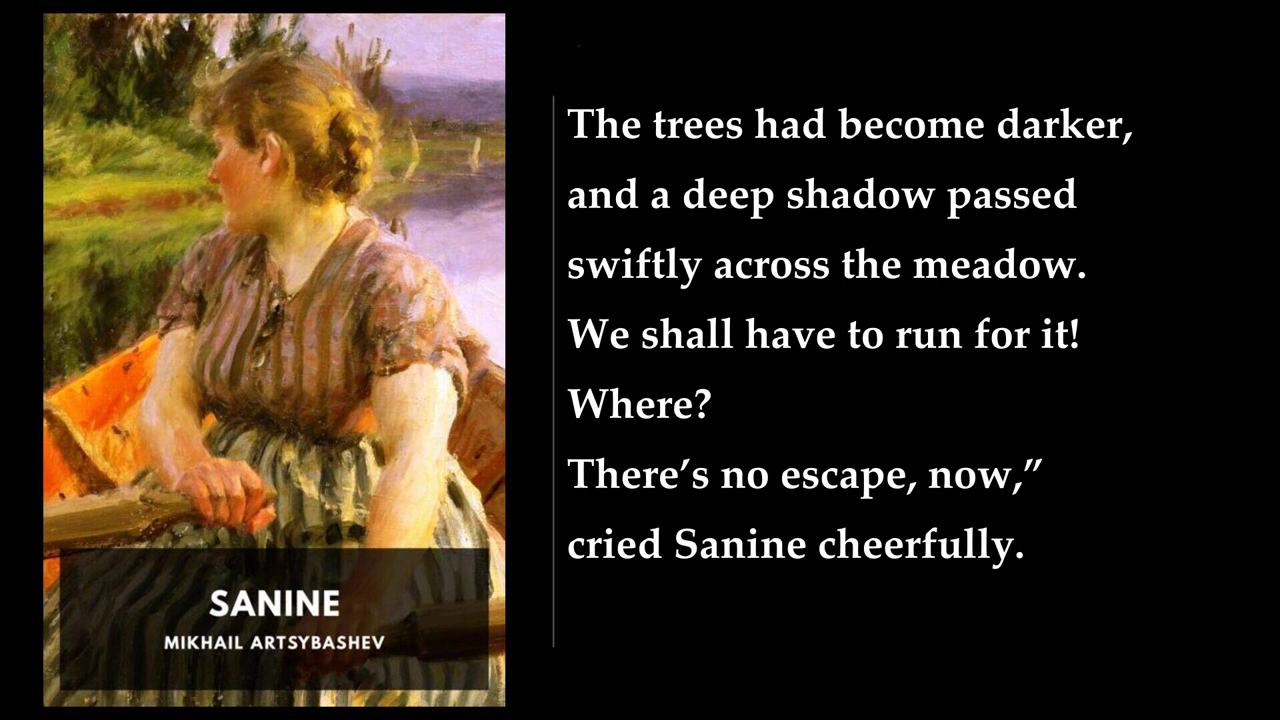 The trees had become darker,
and a deep shadow passed
swiftly across the meadow.
We shall have to run for it!
Where?
There’s no escape, now,”
cried Sanine cheerfully.
SANINE
MIKHAIL ARTSYBASHEV